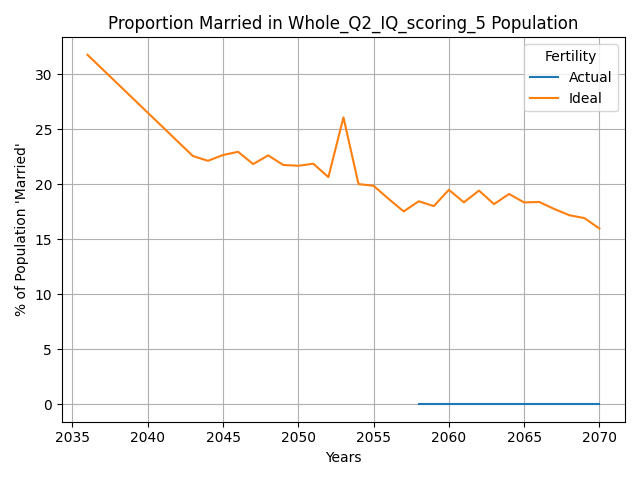 Proportion Married in Whole_Q2_IQ_scoring_5 Population
Fertility
Actual
Ideal
% of Population 'Married'
30
25
20
15
10
5
0
2035 2040 2045 2050 2055 2060 2065 2070
Years